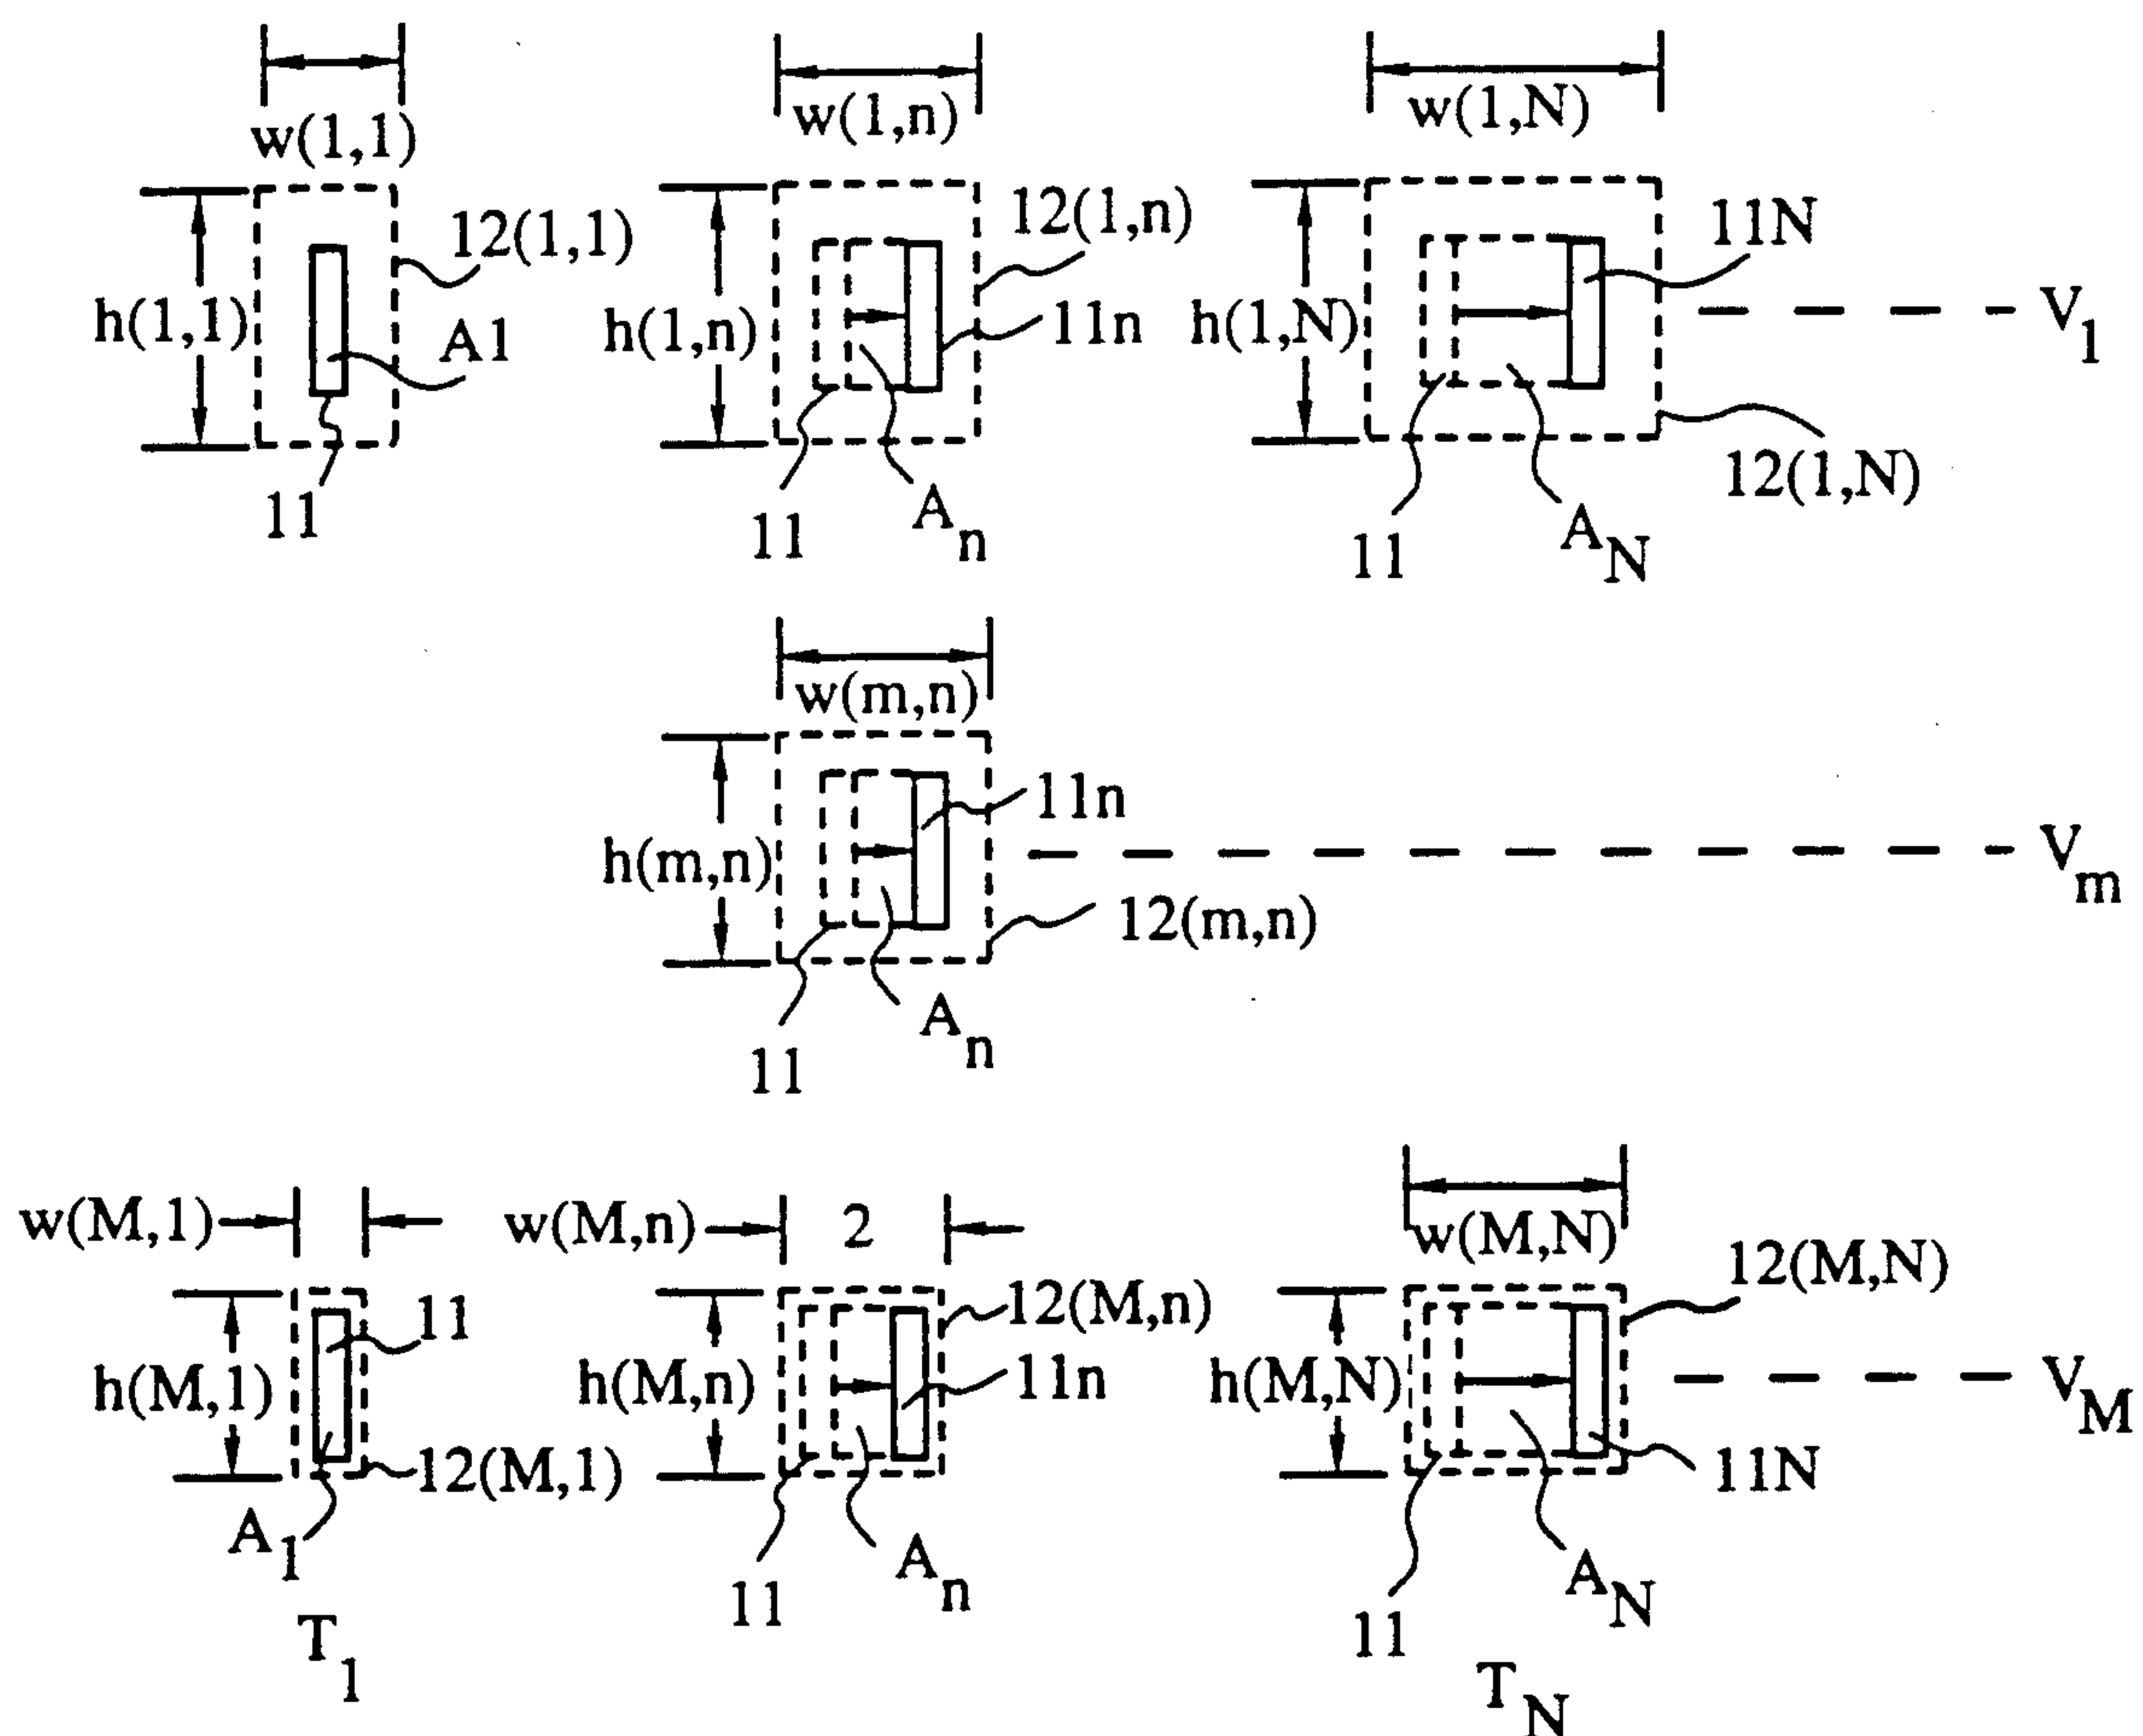 w(1,1)
w(1,n)
w(1,N)
12(1,1)
12(1,n)
11N
h(1,1)
A1
h(1,n)
11n
h(1,N)
V1
11
11
An
11
AN
12(1,N)
w(m,n)
11n
h(m,n)
Vm
12(m,n)
11
An
w(M,1)
w(M,n)
2
w(M,N)
12(M,N)
11
12(M,n)
h(M,1)
h(M,n)
11n
h(M,N)
VM
12(M,1)
11N
A1
11
An
11
AN
T1
TN